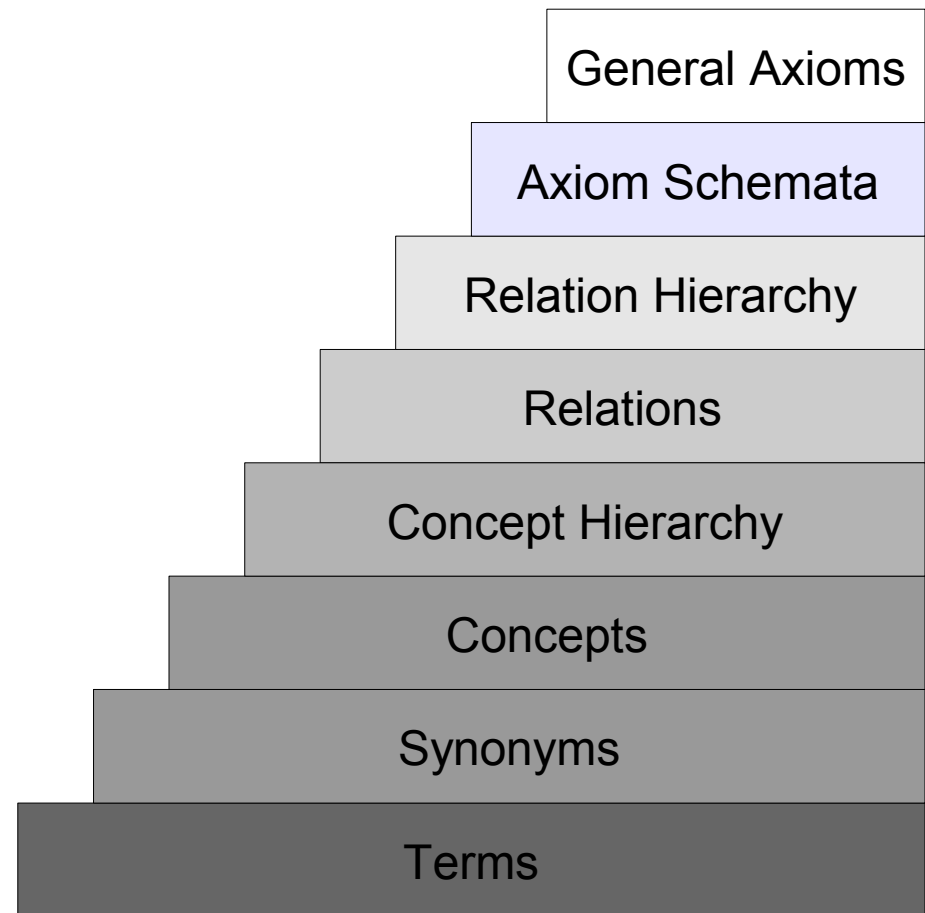 General Axioms
Axiom Schemata
Relation Hierarchy
Relations
Concept Hierarchy
Concepts
Synonyms
Terms